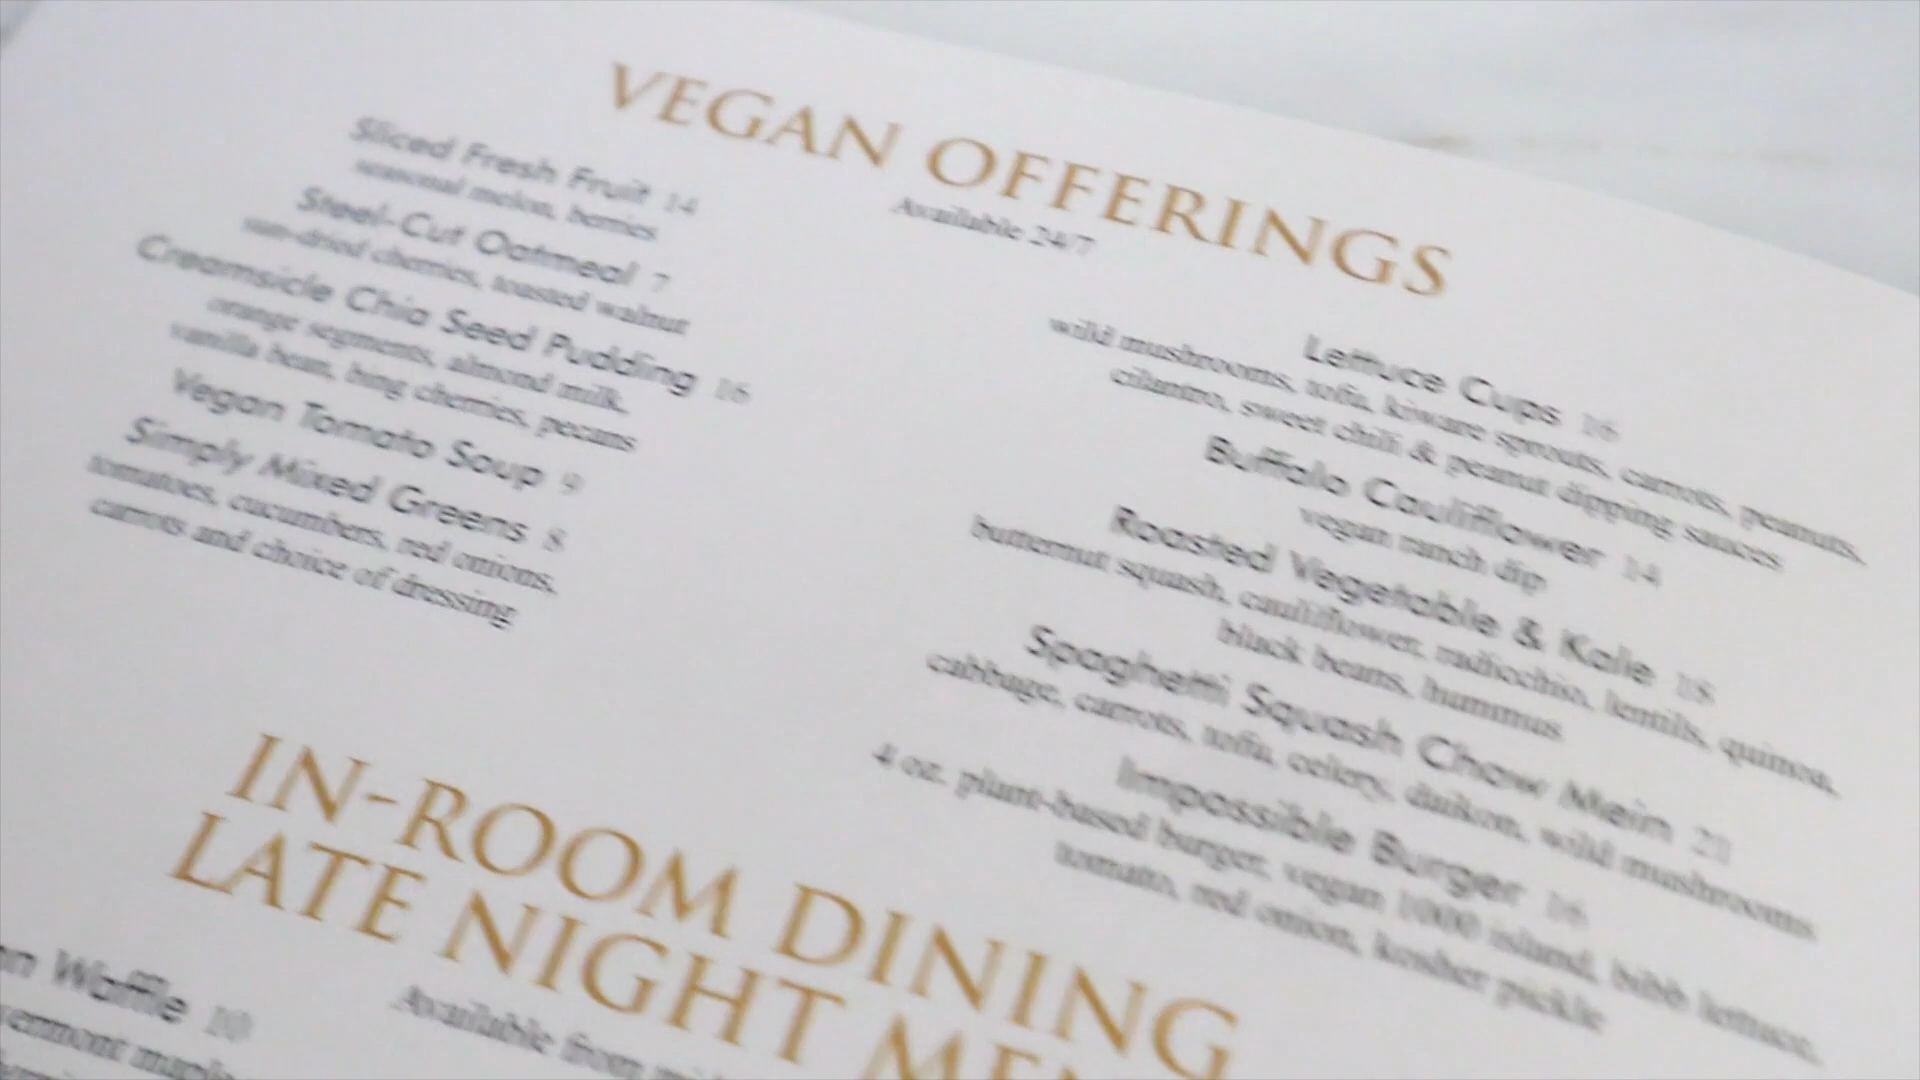 VEGAN OFFERINGS
Available 24/7
Sliced Fresh Fruit 14
seasonal melon, berries
Steel-Cut Oatmeal 7
sun-dried cherries, toasted walnut
Creamsicle Chia Seed Pudding 16
orange segments, almond milk,
vanilla bean, bing cherries, pecans
Vegan Tomato Soup 9
Simply Mixed Greens 8
tomatoes, cucumbers, red onions,
carrots and choice of dressing
Lettuce Cups 16
wild mushrooms, tofu, kiware sprouts, carrots, peanuts,
cilantro, sweet chili & peanut dipping sauces
Buffalo Cauliflower 14
vegan ranch dip
Roasted Vegetable & Kale 18
butternut squash, cauliflower, radicchio, lentils, quinoa,
black beans, hummus
Spaghetti Squash Chow Mein 21
cabbage, carrots, tofu, celery, daikon, wild mushrooms
Impossible Burger 16
4 oz. plant-based burger, vegan 1000 island, bibb lettuce,
tomato, red onion, kosher pickle
IN-ROOM DINING
LATE NIGHT
Available from
Waffle 10